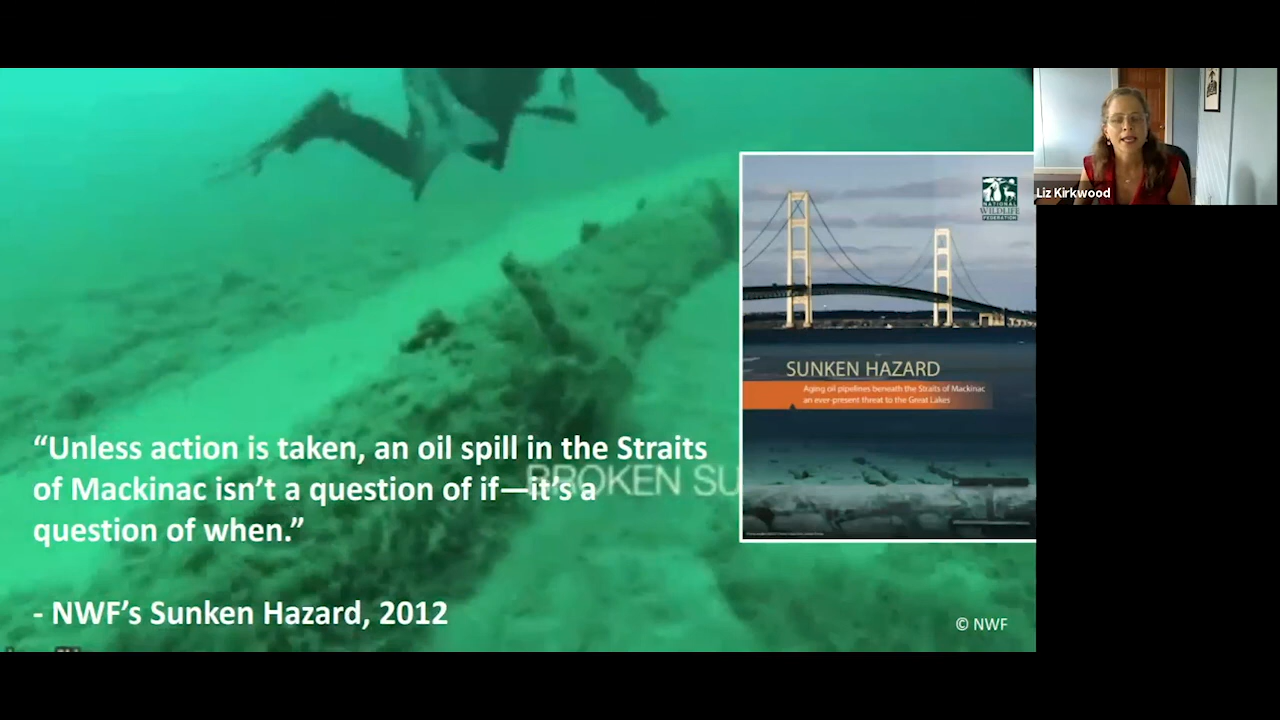 Liz Kirkwood
NATIONAL
WILDLIFE
FEDERATION
SUNKEN HAZARD
Aging oil pipelines beneath the Straits of Mackinac
an ever-present threat to the Great Lakes
“Unless action is taken, an oil spill in the Straits
of Mackinac isn’t a question of if—it’s a
question of when.”
BROKEN SU
- NWF’s Sunken Hazard, 2012
© NWF